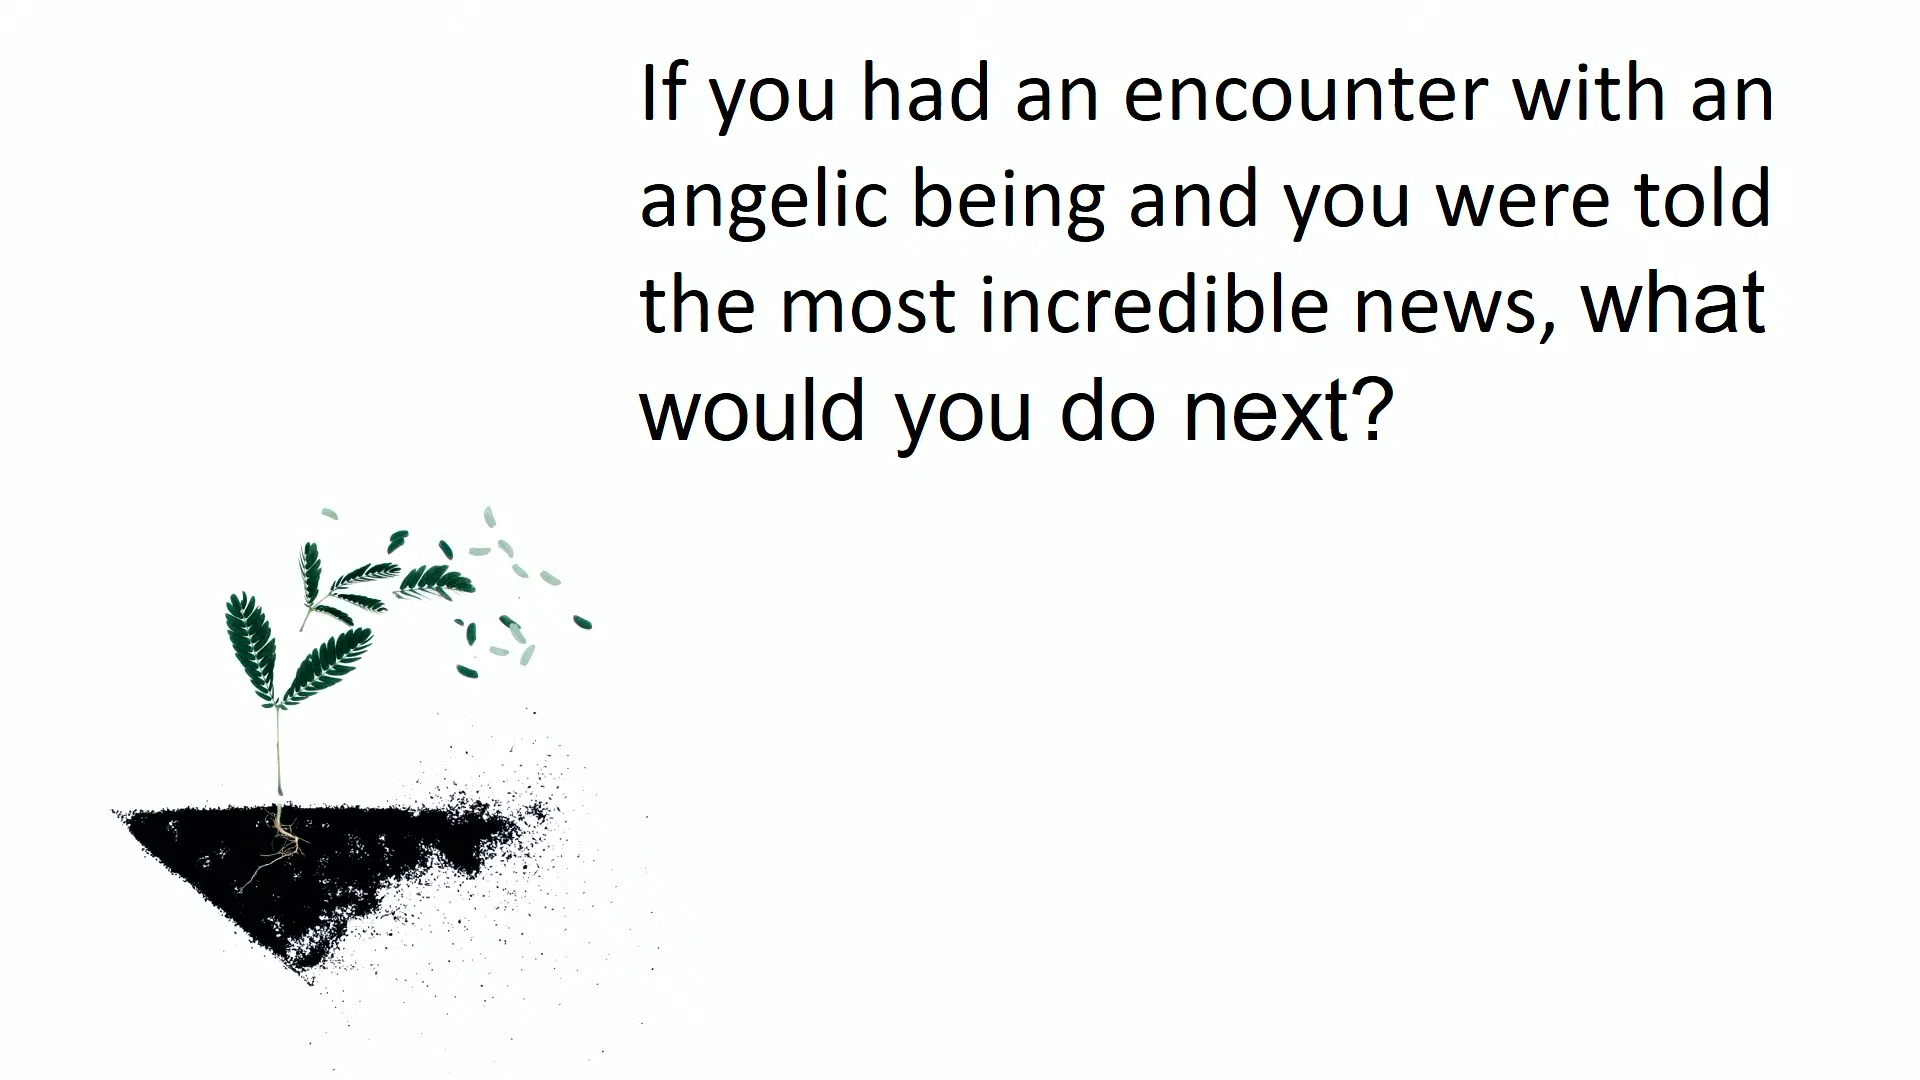 If you had an encounter with an
angelic being and you were told
the most incredible news, what
would you do next?